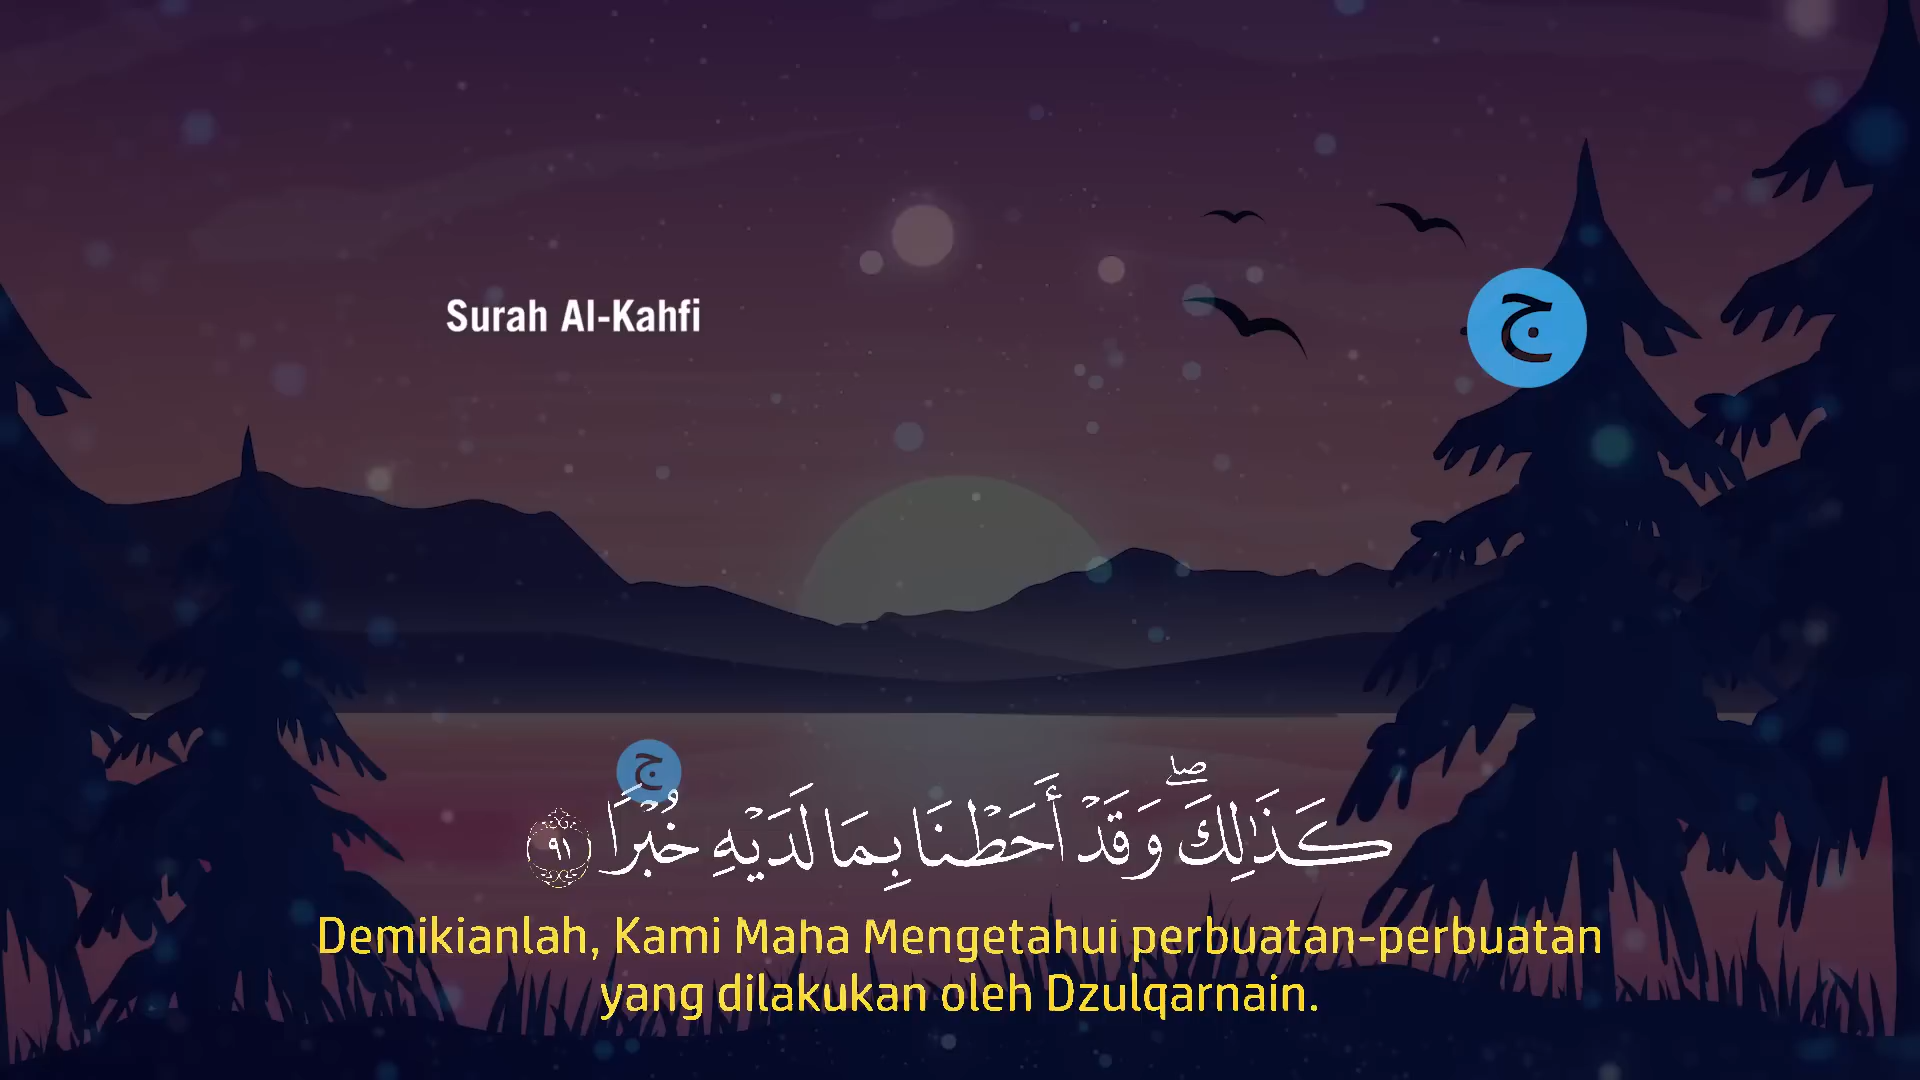 Surah Al-Kahfi
ج
ج
كَذَٰلِكَۖ وَقَدْ أَحَطْنَا بِمَا لَدَيْهِ خُبْرًا ٩١
Demikianlah, Kami Maha Mengetahui perbuatan-perbuatan
yang dilakukan oleh Dzulqarnain.